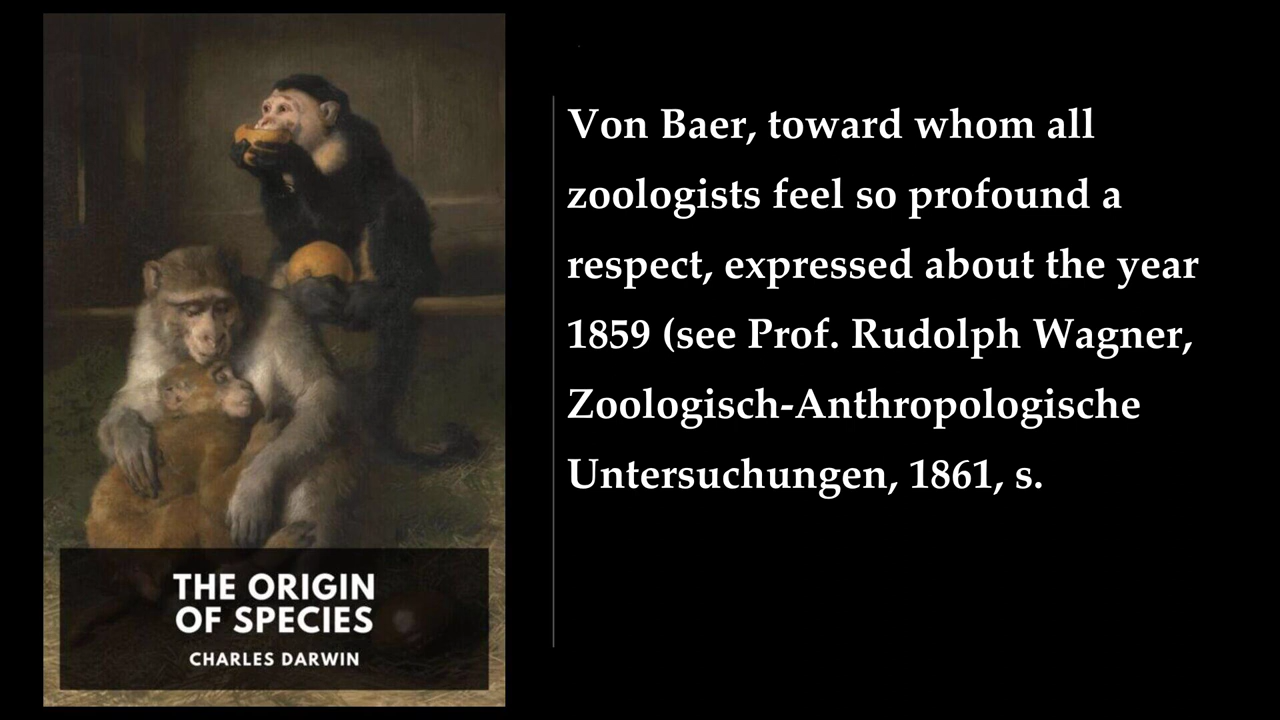 Von Baer, toward whom all
zoologists feel so profound a
respect, expressed about the year
1859 (see Prof. Rudolph Wagner,
Zoologisch-Anthropologische
Untersuchungen, 1861, s.
THE ORIGIN
OF SPECIES
CHARLES DARWIN